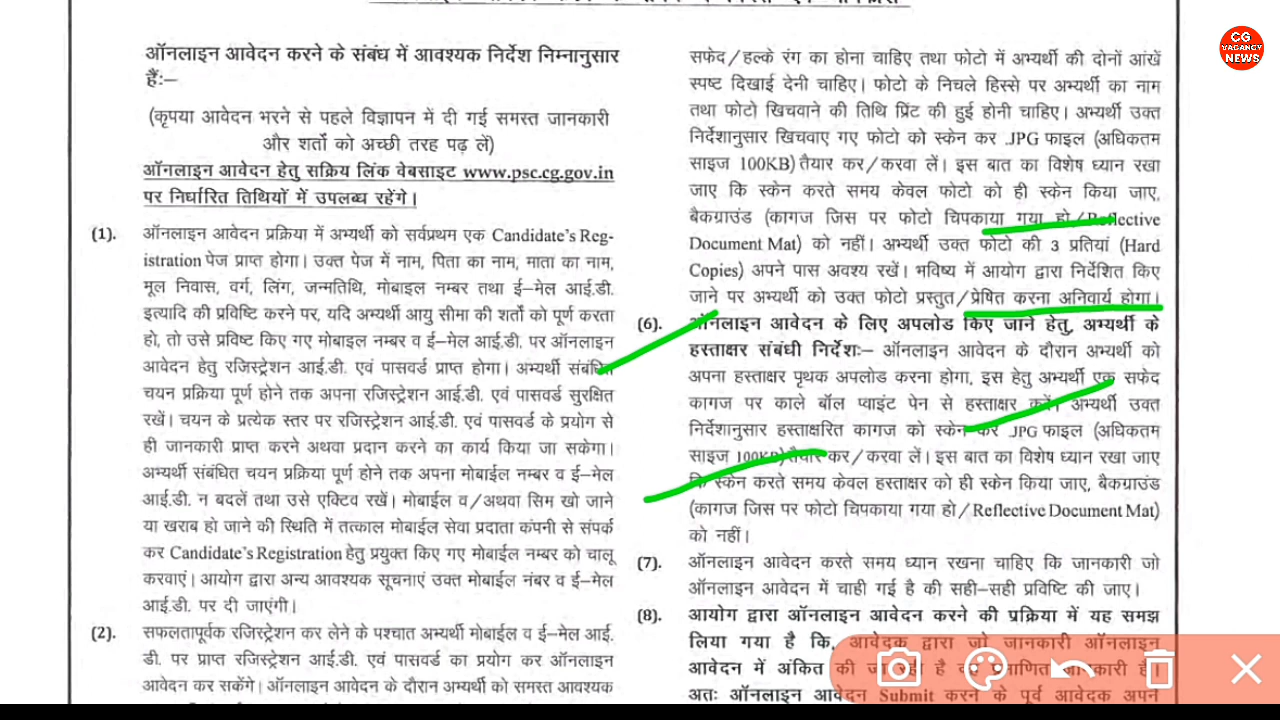 ऑनलाइन आवेदन करने के संबंध में आवश्यक निर्देश निम्नानुसार
हैं:–
(कृपया आवेदन भरने से पहले विज्ञापन में दी गई समस्त जानकारी
और शर्तों को अच्छी तरह पढ़ लें)
ऑनलाइन आवेदन हेतु सक्रिय लिंक वेबसाइट www.psc.cg.gov.in
पर निर्धारित तिथियों में उपलब्ध रहेंगे।
(1). ऑनलाइन आवेदन प्रक्रिया में अभ्यर्थी को सर्वप्रथम एक Candidate's Reg-
istration पेज प्राप्त होगा। उक्त पेज में नाम, पिता का नाम, माता का नाम,
मूल निवास, वर्ग, लिंग, जन्मतिथि, मोबाइल नम्बर तथा ई–मेल आई.डी.
इत्यादि की प्रविष्टि करने पर, यदि अभ्यर्थी आयु सीमा की शर्तों को पूर्ण करता
हो, तो उसे प्रविष्ट किए गए मोबाईल नम्बर व ई–मेल आई.डी. पर ऑनलाइन
आवेदन हेतु रजिस्ट्रेशन आई.डी. एवं पासवर्ड प्राप्त होगा। अभ्यर्थी संबंधित
चयन प्रक्रिया पूर्ण होने तक अपना रजिस्ट्रेशन आई.डी. एवं पासवर्ड सुरक्षित
रखें। चयन के प्रत्येक स्तर पर रजिस्ट्रेशन आई.डी. एवं पासवर्ड के प्रयोग से
ही जानकारी प्राप्त करने अथवा प्रदान करने का कार्य किया जा सकेगा।
अभ्यर्थी संबंधित चयन प्रक्रिया पूर्ण होने तक अपना मोबाईल नम्बर व ई–मेल
आई.डी. न बदलें तथा उसे एक्टिव रखें। मोबाईल व/अथवा सिम खो जाने
या खराब हो जाने की स्थिति में तत्काल मोबाईल सेवा प्रदाता कंपनी से संपर्क
कर Candidate's Registration हेतु प्रयुक्त किए गए मोबाईल नम्बर को चालू
करवाएं। आयोग द्वारा अन्य आवश्यक सूचनाएं उक्त मोबाईल नंबर व ई–मेल
आई.डी. पर दी जाएंगी।
(2). सफलतापूर्वक रजिस्ट्रेशन कर लेने के पश्चात अभ्यर्थी मोबाईल व ई–मेल आई.
डी. पर प्राप्त रजिस्ट्रेशन आई.डी. एवं पासवर्ड का प्रयोग कर ऑनलाइन
आवेदन कर सकेंगे। ऑनलाइन आवेदन के दौरान अभ्यर्थी को समस्त आवश्यक
सफेद/हल्के रंग का होना चाहिए तथा फोटो में अभ्यर्थी की दोनों आंखें
स्पष्ट दिखाई देनी चाहिए। फोटो के निचले हिस्से पर अभ्यर्थी का नाम
तथा फोटो खिचवाने की तिथि प्रिंट की हुई होनी चाहिए। अभ्यर्थी उक्त
निर्देशानुसार खिचवाए गए फोटो को स्केन कर .JPG फाइल (अधिकतम
साइज 100KB) तैयार कर/करवा लें। इस बात का विशेष ध्यान रखा
जाए कि स्केन करते समय केवल फोटो को ही स्केन किया जाए,
बैकग्राउंड (कागज जिस पर फोटो चिपकाया गया हो/Reflective
Document Mat) को नहीं। अभ्यर्थी उक्त फोटो की 3 प्रतियां (Hard
Copies) अपने पास अवश्य रखें। भविष्य में आयोग द्वारा निर्देशित किए
जाने पर अभ्यर्थी को उक्त फोटो प्रस्तुत/प्रेषित करना अनिवार्य होगा।
(6). ऑनलाइन आवेदन के लिए अपलोड किए जाने हेतु, अभ्यर्थी के
हस्ताक्षर संबंधी निर्देश:– ऑनलाइन आवेदन के दौरान अभ्यर्थी को
अपना हस्ताक्षर पृथक अपलोड करना होगा, इस हेतु अभ्यर्थी एक सफेद
कागज पर काले बॉल प्वाइंट पेन से हस्ताक्षर करें। अभ्यर्थी उक्त
निर्देशानुसार हस्ताक्षरित कागज को स्केन कर .JPG फाइल (अधिकतम
साइज 100KB) तैयार कर/करवा लें। इस बात का विशेष ध्यान रखा जाए
कि स्केन करते समय केवल हस्ताक्षर को ही स्केन किया जाए, बैकग्राउंड
(कागज जिस पर फोटो चिपकाया गया हो/Reflective Document Mat)
को नहीं।
(7). ऑनलाइन आवेदन करते समय ध्यान रखना चाहिए कि जानकारी जो
ऑनलाइन आवेदन में चाही गई है की सही–सही प्रविष्टि की जाए।
(8). आयोग द्वारा ऑनलाइन आवेदन करने की प्रक्रिया में यह समझ
लिया गया है कि, आवेदक द्वारा जो जानकारी ऑनलाइन
आवेदन में अंकित की जा रही है जानकारी
अतः ऑनलाइन आवेदन Submit करने के पूर्व आवेदक अपने
CG
VACANCY
NEWS